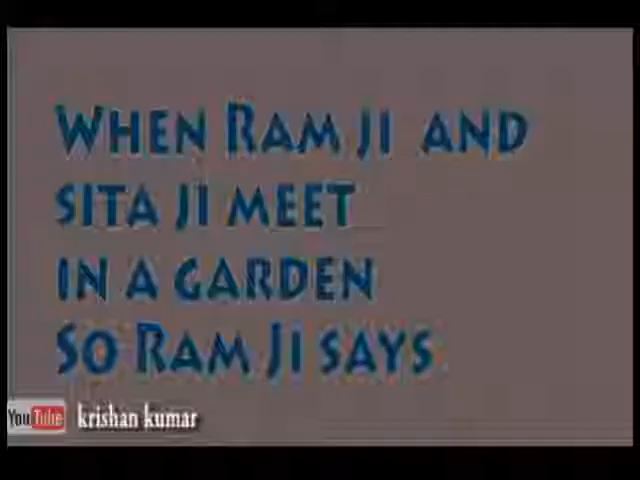 When Ram Ji and
Sita Ji meet
in a garden
So Ram Ji says
YouTube krishan kumar